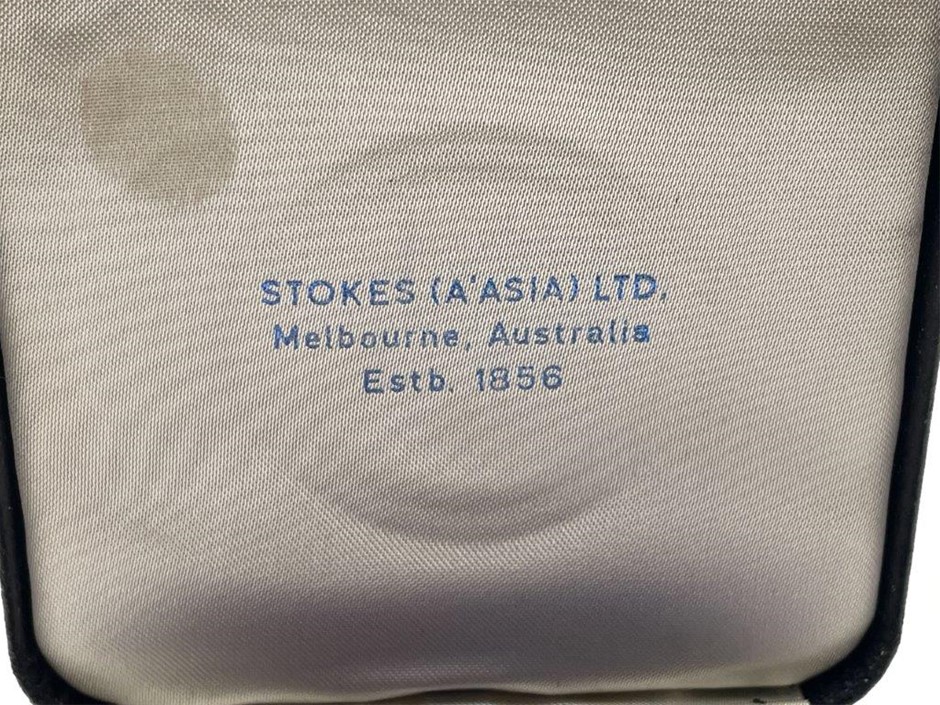 STOKES (A'ASIA) LTD.
Melbourne, Australia
Estb. 1856